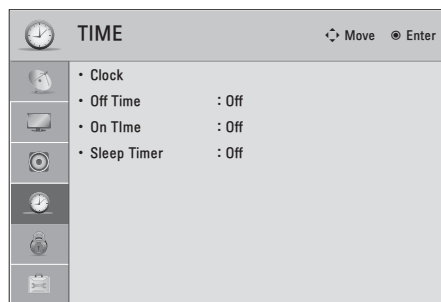 TIME
Move Enter
• Clock
• Off Time : Off
• On TIme : Off
• Sleep Timer : Off